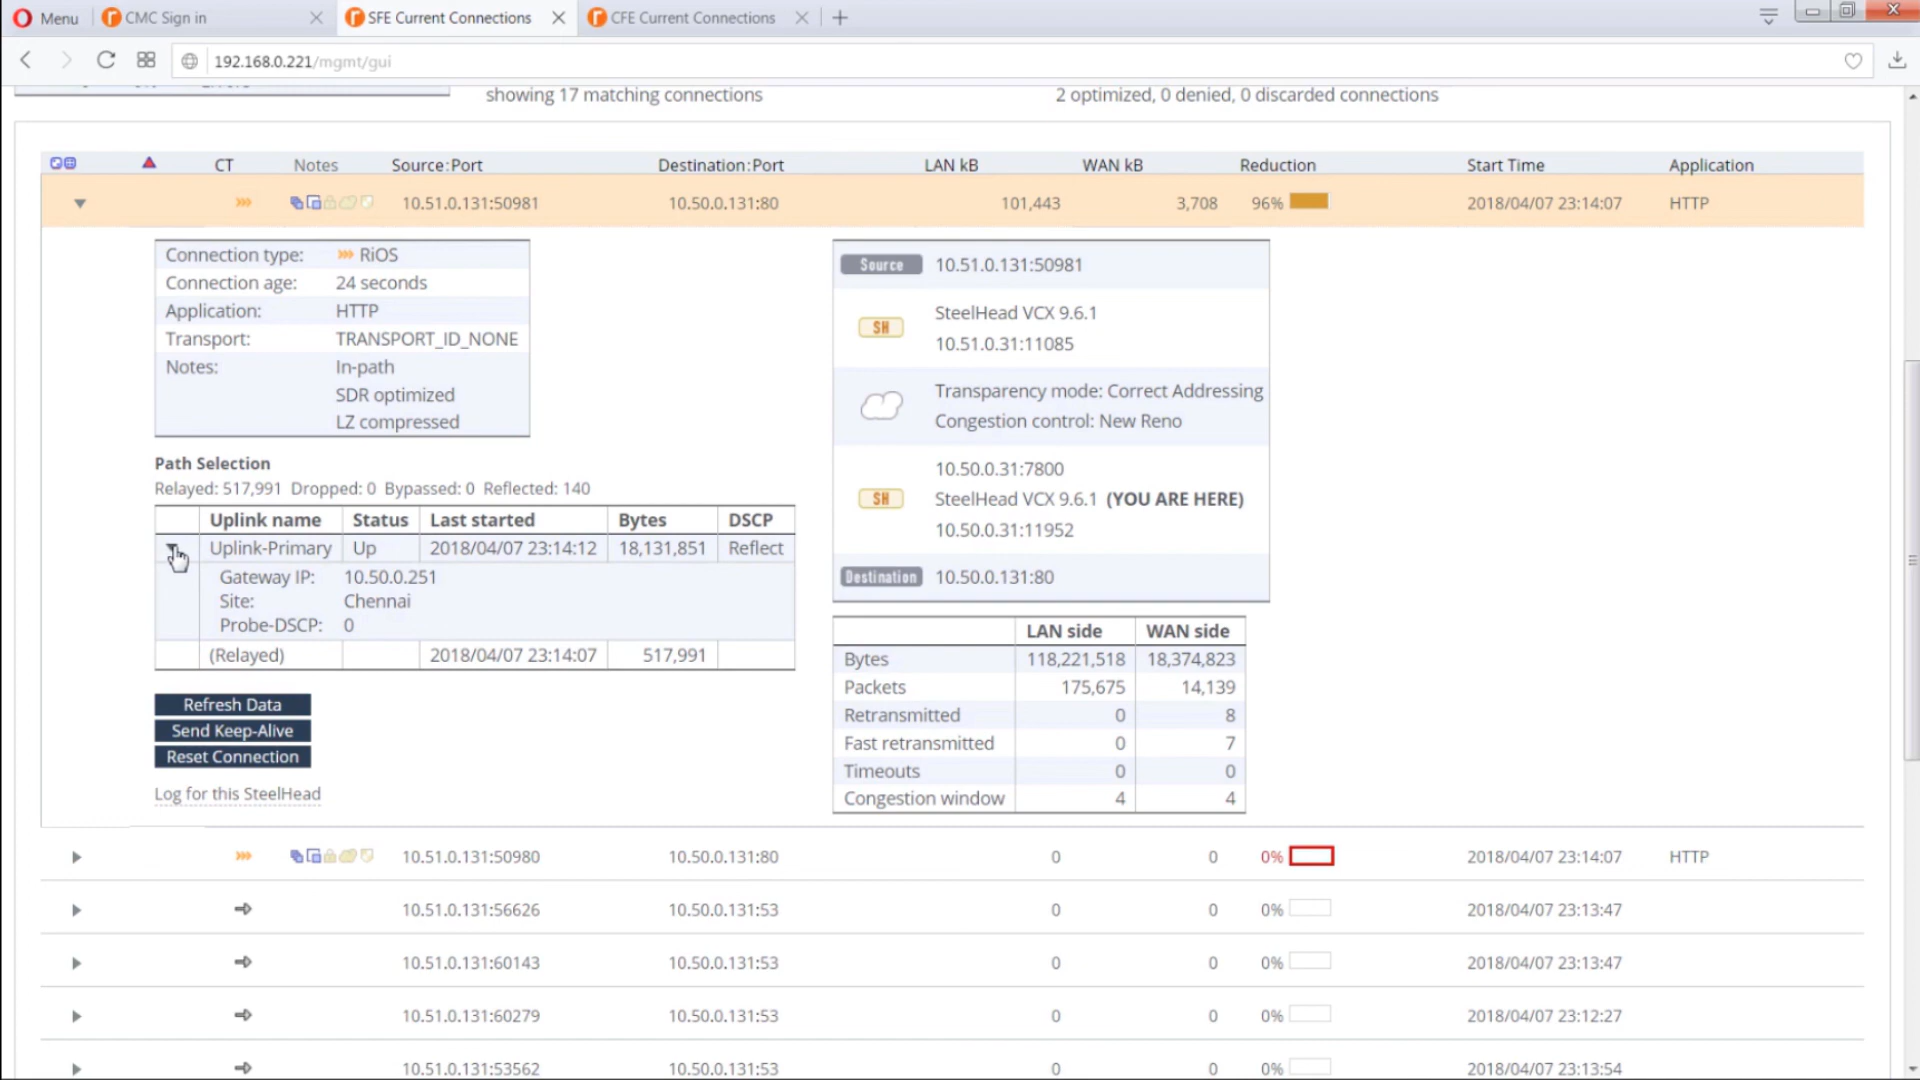 Menu
CMC Sign in
SFE Current Connections
CFE Current Connections
192.168.0.221/mgmt/gui
showing 17 matching connections
2 optimized, 0 denied, 0 discarded connections
CT Notes Source:Port Destination:Port LAN kB WAN kB Reduction Start Time Application
10.51.0.131:50981 10.50.0.131:80 101,443 3,708 96% 2018/04/07 23:14:07 HTTP
Connection type: RiOS
Connection age: 24 seconds
Application: HTTP
Transport: TRANSPORT_ID_NONE
Notes: In-path
SDR optimized
LZ compressed
Path Selection
Relayed: 517,991 Dropped: 0 Bypassed: 0 Reflected: 140
Uplink name Status Last started Bytes DSCP
Uplink-Primary Up 2018/04/07 23:14:12 18,131,851 Reflect
Gateway IP: 10.50.0.251
Site: Chennai
Probe-DSCP: 0
(Relayed) 2018/04/07 23:14:07 517,991
Refresh Data
Send Keep-Alive
Reset Connection
Log for this SteelHead
Source 10.51.0.131:50981
SH
SteelHead VCX 9.6.1
10.51.0.31:11085
Transparency mode: Correct Addressing
Congestion control: New Reno
10.50.0.31:7800
SH
SteelHead VCX 9.6.1 (YOU ARE HERE)
10.50.0.31:11952
Destination 10.50.0.131:80
LAN side WAN side
Bytes 118,221,518 18,374,823
Packets 175,675 14,139
Retransmitted 0 8
Fast retransmitted 0 7
Timeouts 0 0
Congestion window 4 4
10.51.0.131:50980 10.50.0.131:80 0 0 0% 2018/04/07 23:14:07 HTTP
10.51.0.131:56626 10.50.0.131:53 0 0 0% 2018/04/07 23:13:47
10.51.0.131:60143 10.50.0.131:53 0 0 0% 2018/04/07 23:13:47
10.51.0.131:60279 10.50.0.131:53 0 0 0% 2018/04/07 23:12:27
10.51.0.131:53562 10.50.0.131:53 0 0 0% 2018/04/07 23:13:54